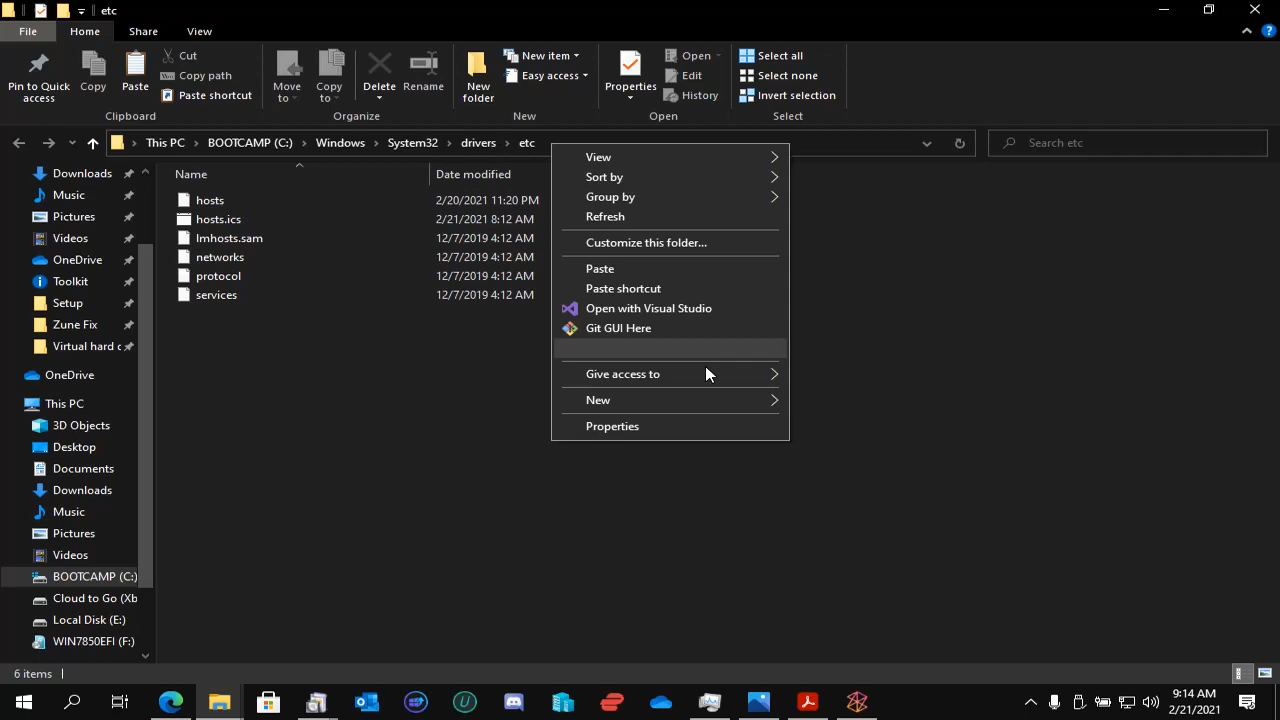 etc
File
Home
Share
View
Pin to Quick
access
Copy
Paste
Cut
Copy path
Paste shortcut
Clipboard
Move
to
Copy
to
Delete
Rename
Organize
New
folder
New item
Easy access
New
Properties
Open
Edit
History
Open
Select all
Select none
Invert selection
Select
This PC
BOOTCAMP (C:)
Windows
System32
drivers
etc
Search etc
Name
Date modified
hosts 2/20/2021 11:20 PM
hosts.ics 2/21/2021 8:12 AM
lmhosts.sam 12/7/2019 4:12 AM
networks 12/7/2019 4:12 AM
protocol 12/7/2019 4:12 AM
services 12/7/2019 4:12 AM
Downloads
Music
Pictures
Videos
OneDrive
Toolkit
Setup
Zune Fix
Virtual hard c
OneDrive
This PC
3D Objects
Desktop
Documents
Downloads
Music
Pictures
Videos
BOOTCAMP (C:)
Cloud to Go (Xb
Local Disk (E:)
WIN7850EFI (F:)
View
Sort by
Group by
Refresh
Customize this folder...
Paste
Paste shortcut
Open with Visual Studio
Git GUI Here
Give access to
New
Properties
6 items
9:14 AM
2/21/2021